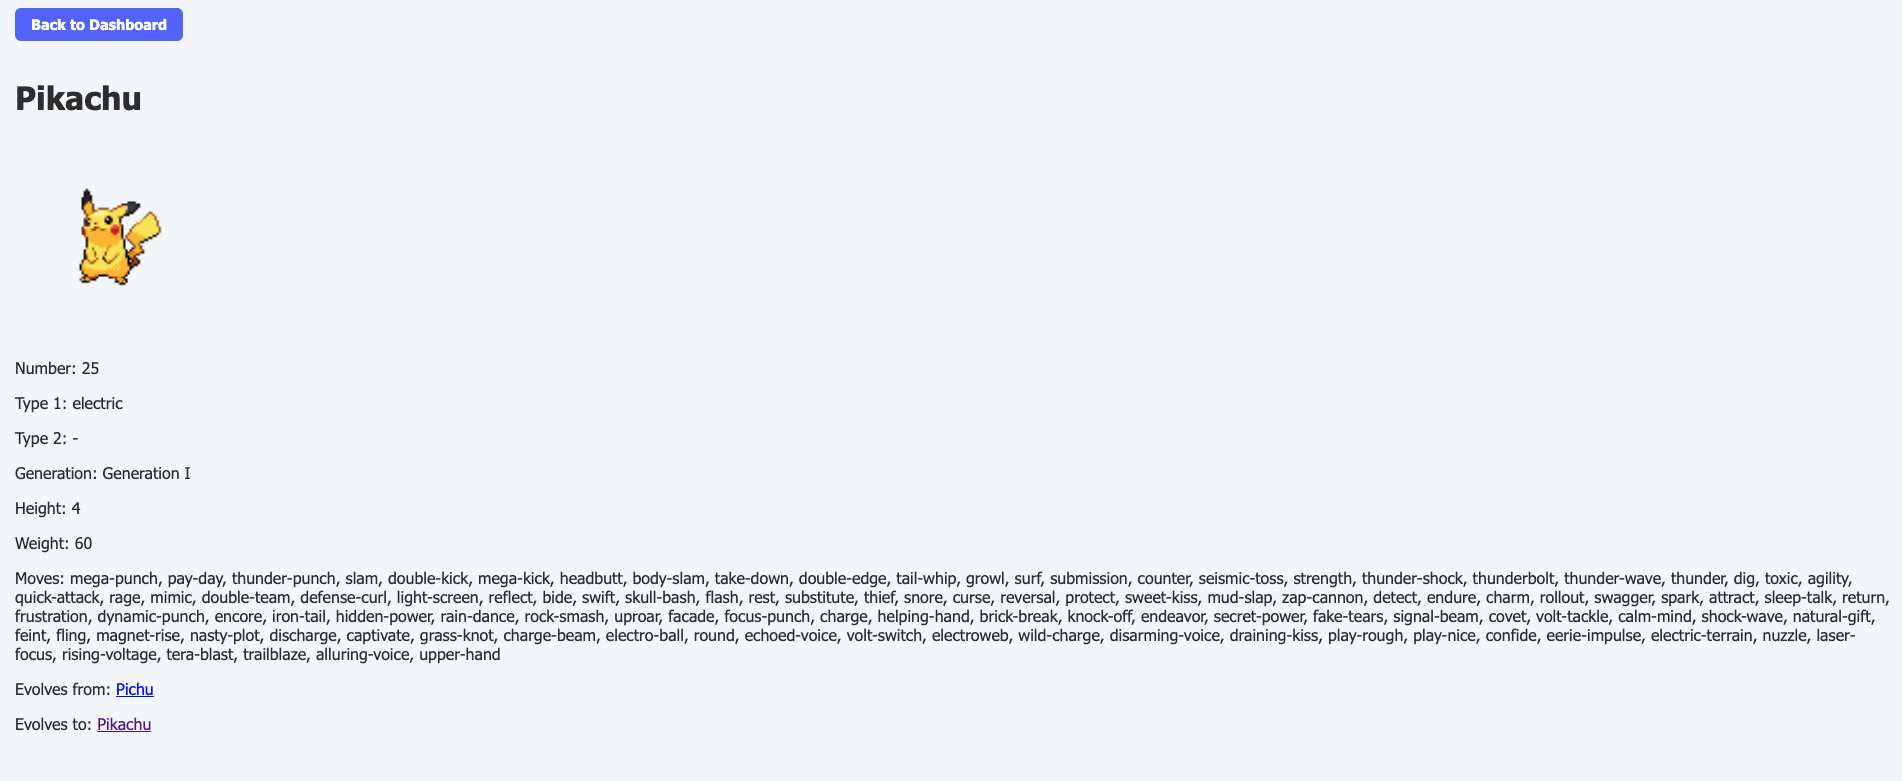 Back to Dashboard
Pikachu
Number: 25
Type 1: electric
Type 2: -
Generation: Generation I
Height: 4
Weight: 60
Moves: mega-punch, pay-day, thunder-punch, slam, double-kick, mega-kick, headbutt, body-slam, take-down, double-edge, tail-whip, growl, surf, submission, counter, seismic-toss, strength, thunder-shock, thunderbolt, thunder-wave, thunder, dig, toxic, agility,
quick-attack, rage, mimic, double-team, defense-curl, light-screen, reflect, bide, swift, skull-bash, flash, rest, substitute, thief, snore, curse, reversal, protect, sweet-kiss, mud-slap, zap-cannon, detect, endure, charm, rollout, swagger, spark, attract, sleep-talk, return,
frustration, dynamic-punch, encore, iron-tail, hidden-power, rain-dance, rock-smash, uproar, facade, focus-punch, charge, helping-hand, brick-break, knock-off, endeavor, secret-power, fake-tears, signal-beam, covet, volt-tackle, calm-mind, shock-wave, natural-gift,
feint, fling, magnet-rise, nasty-plot, discharge, captivate, grass-knot, charge-beam, electro-ball, round, echoed-voice, volt-switch, electroweb, wild-charge, disarming-voice, draining-kiss, play-rough, play-nice, confide, eerie-impulse, electric-terrain, nuzzle, laser-
focus, rising-voltage, tera-blast, trailblaze, alluring-voice, upper-hand
Evolves from: Pichu
Evolves to: Pikachu